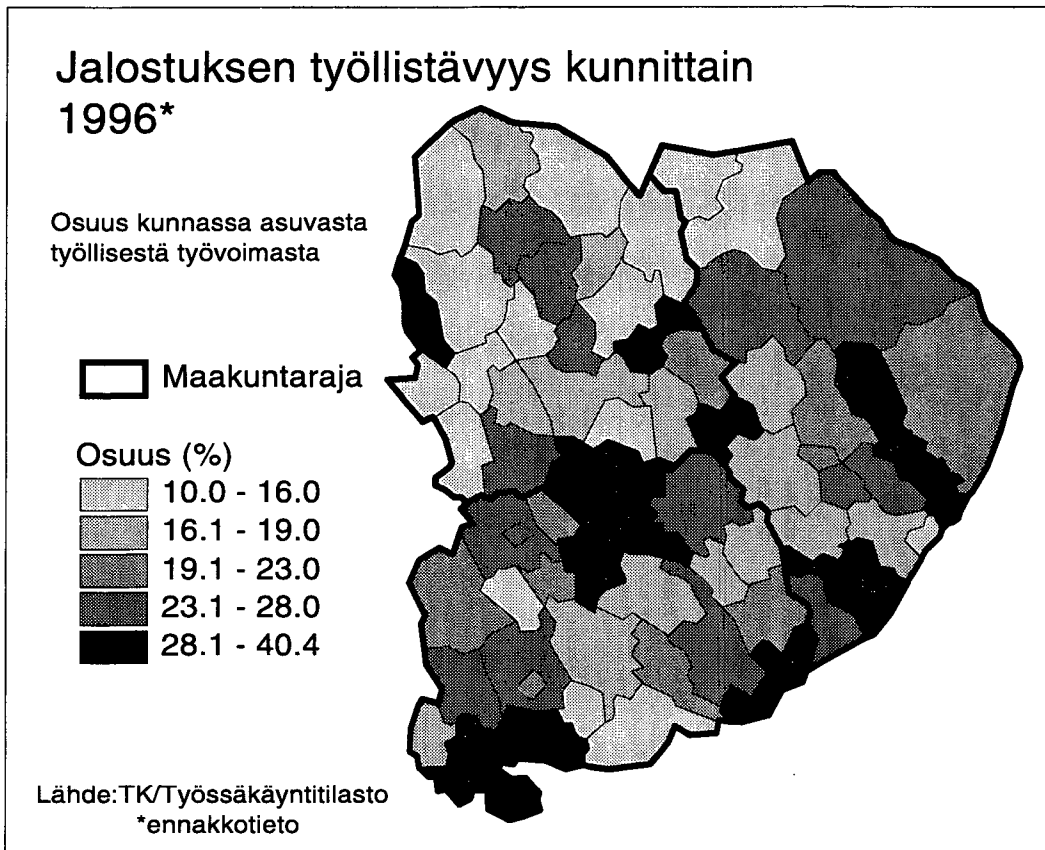 Jalostuksen työllistävyys kunnittain
1996*
Osuus kunnassa asuvasta
työllisestä työvoimasta
Maakuntaraja
Osuus (%)
10.0 - 16.0
16.1 - 19.0
19.1 - 23.0
23.1 - 28.0
28.1 - 40.4
Lähde:TK/Työssäkäyntitilasto
*ennakkotieto